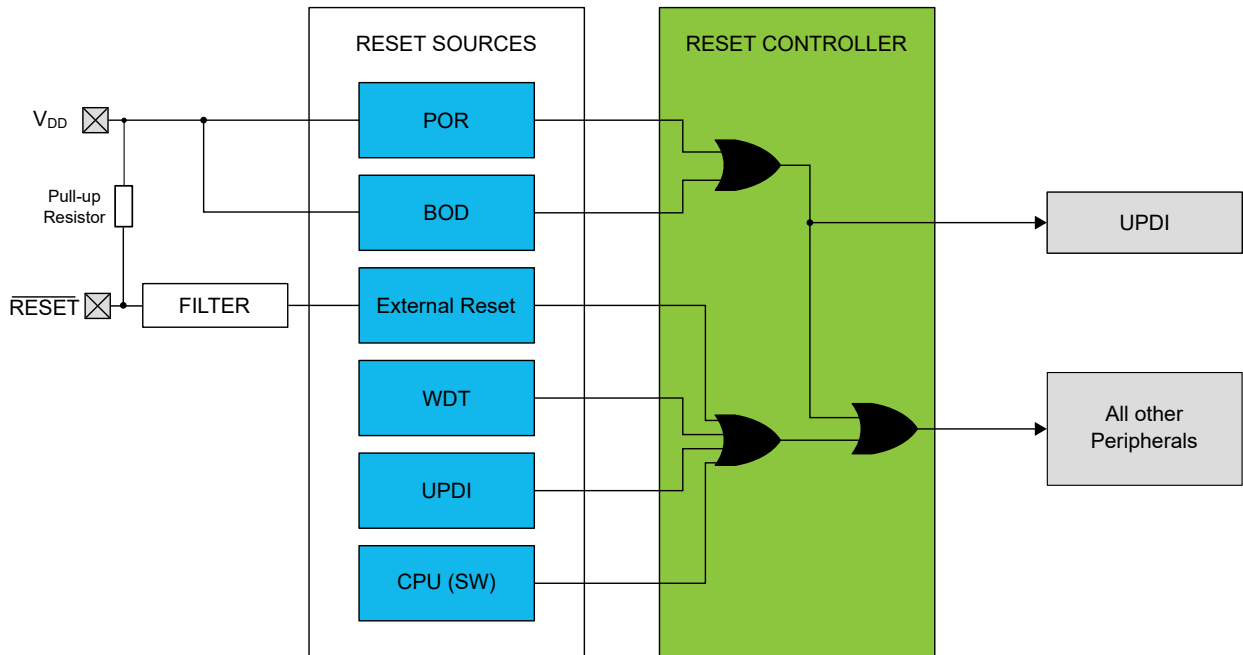 RESET SOURCES
RESET CONTROLLER
VDD
POR
Pull-up
Resistor
BOD
UPDI
RESET
FILTER
External Reset
WDT
All other
Peripherals
UPDI
CPU (SW)